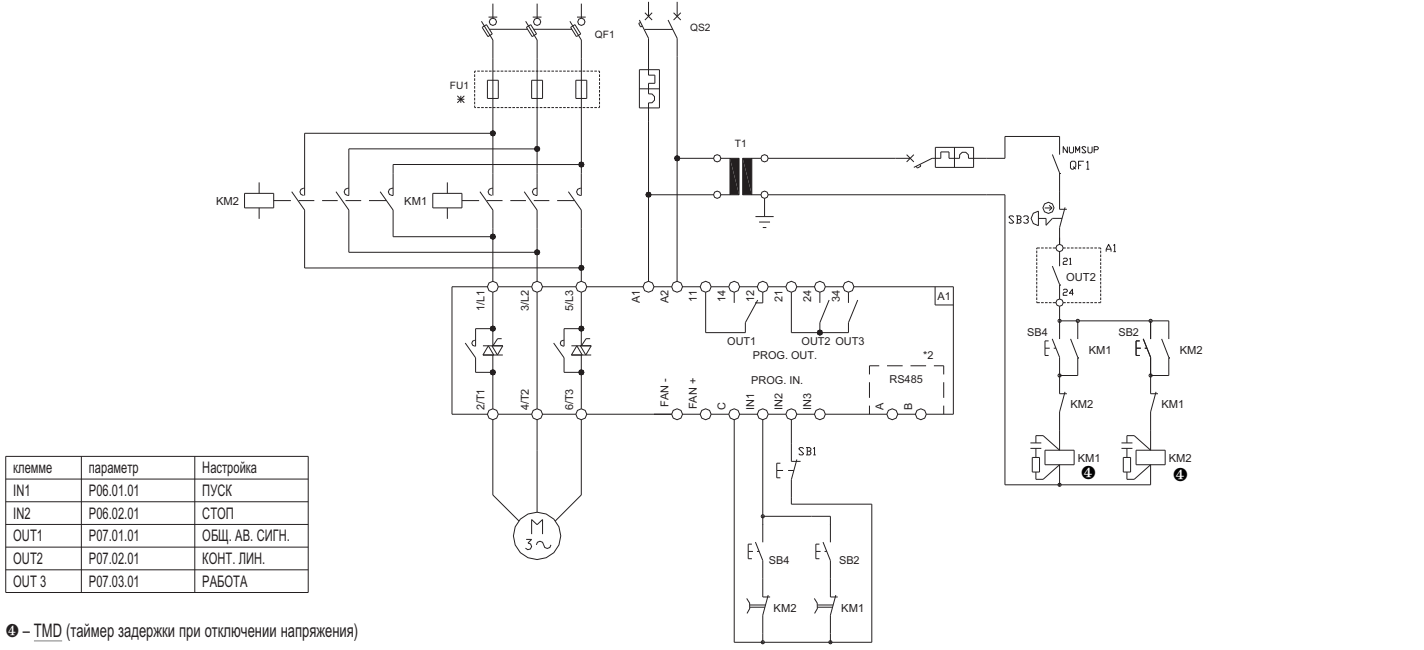 QF1
QS2
FU1
T1
NUMSUP
QF1
KM2
KM1
SB3
A1
21
OUT2
24
1/L1
3/L2
5/L3
A1
A2
11
14
12
21
24
34
A1
OUT1
OUT2
OUT3
PROG. OUT.
*2
PROG. IN.
RS485
SB4
KM1
SB2
KM2
2/T1
4/T2
6/T3
FAN -
FAN +
C
IN1
IN2
IN3
A
B
KM2
KM1
SB1
KM1
❹
KM2
❹
клемме параметр Настройка
IN1 P06.01.01 ПУСК
IN2 P06.02.01 СТОП
OUT1 P07.01.01 ОБЩ. АВ. СИГН.
OUT2 P07.02.01 КОНТ. ЛИН.
OUT 3 P07.03.01 РАБОТА
M
3~
SB4
SB2
KM2
KM1
❹ – TMD (таймер задержки при отключении напряжения)